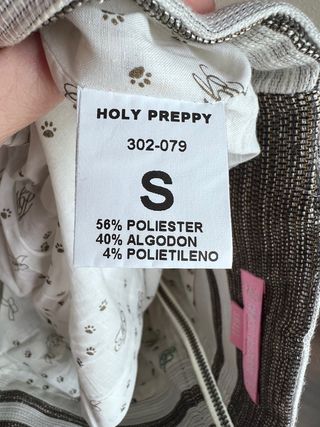 HOLY PREPPY
302-079
S
56% POLIESTER
40% ALGODON
4% POLIETILENO